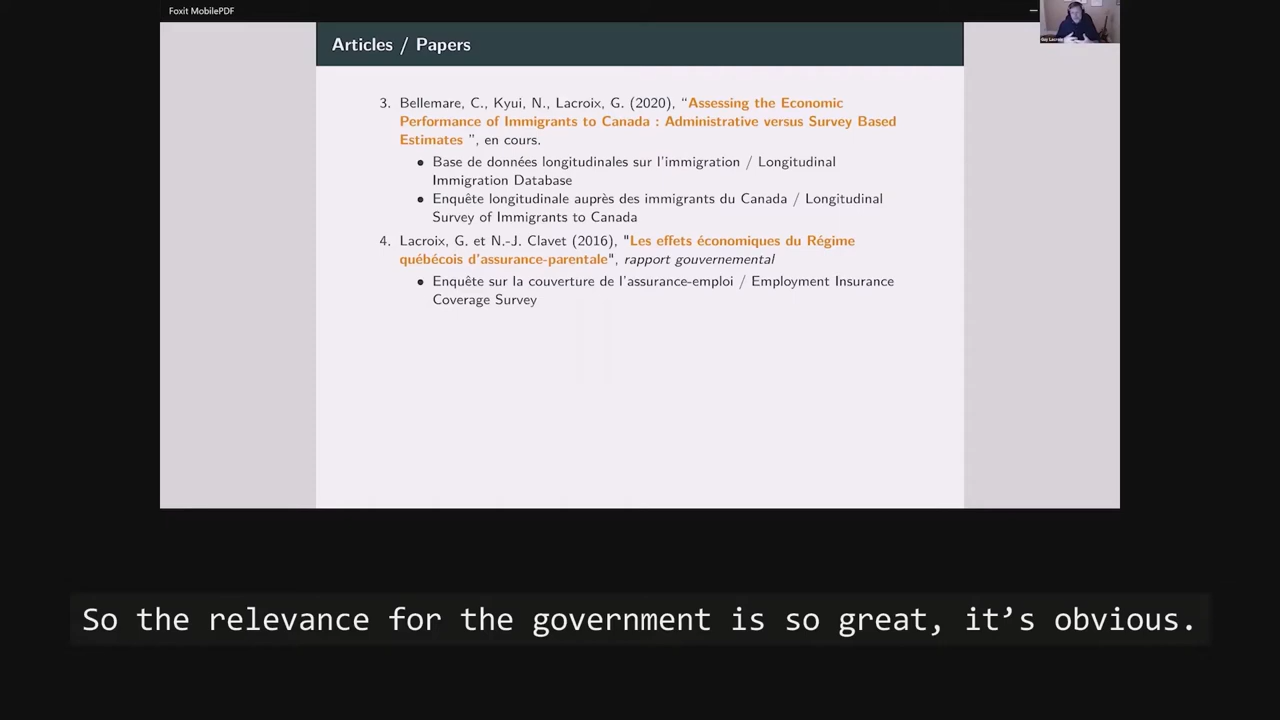 Foxit MobilePDF
Articles / Papers
3. Bellemare, C., Kyui, N., Lacroix, G. (2020), “Assessing the Economic
Performance of Immigrants to Canada : Administrative versus Survey Based
Estimates ”, en cours.
• Base de données longitudinales sur l’immigration / Longitudinal
Immigration Database
• Enquête longitudinale auprès des immigrants du Canada / Longitudinal
Survey of Immigrants to Canada
4. Lacroix, G. et N.-J. Clavet (2016), "Les effets économiques du Régime
québécois d’assurance-parentale", rapport gouvernemental
• Enquête sur la couverture de l’assurance-emploi / Employment Insurance
Coverage Survey
Guy Lacroix
So the relevance for the government is so great, it’s obvious.